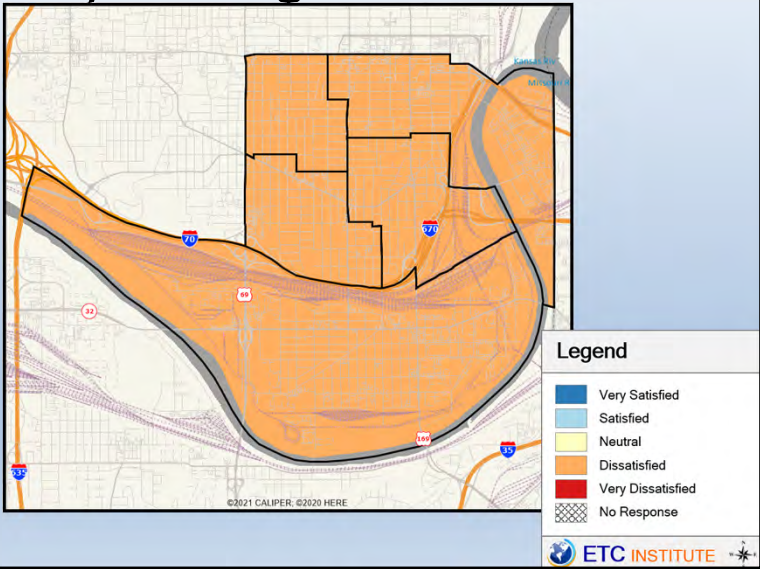 Kansas Riv
70
670
69
32
169
35
635
©2021 CALIPER; ©2020 HERE
Legend
Very Satisfied
Satisfied
Neutral
Dissatisfied
Very Dissatisfied
No Response
ETC INSTITUTE